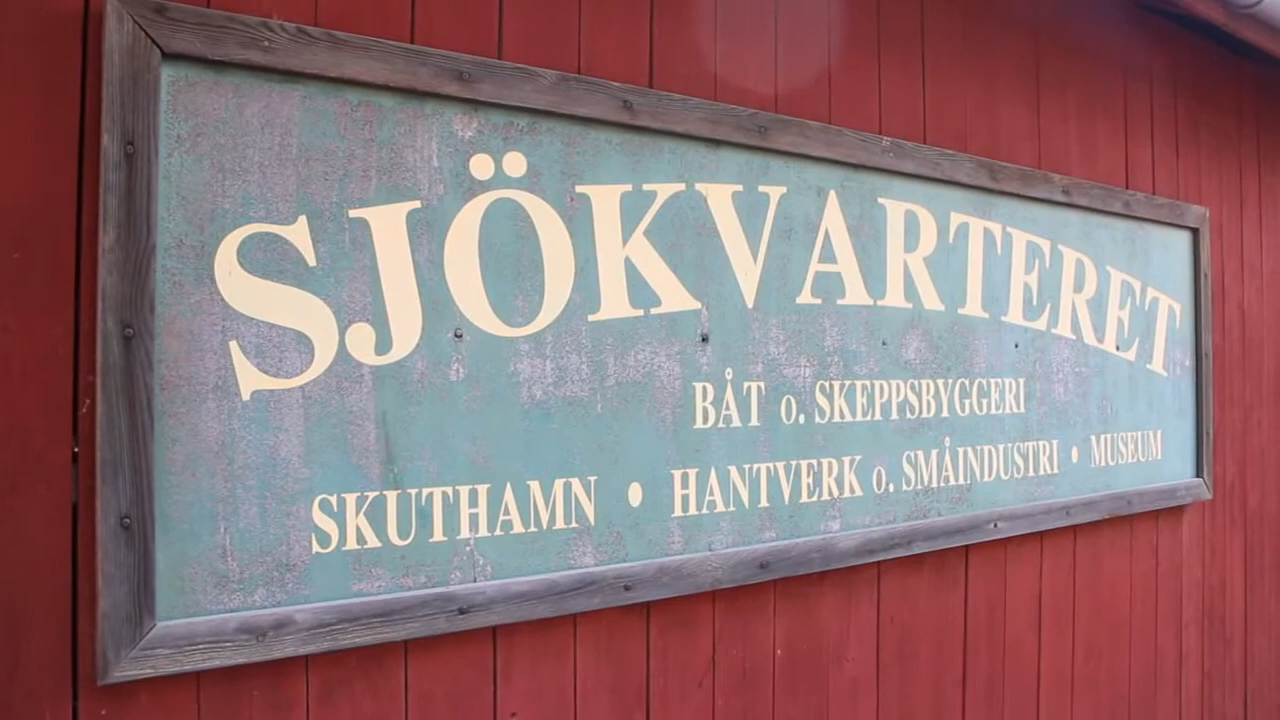 SJÖKVARTERET
BÅT o. SKEPPSBYGGERI
SKUTHAMN • HANTVERK o. SMÅINDUSTRI • MUSEUM